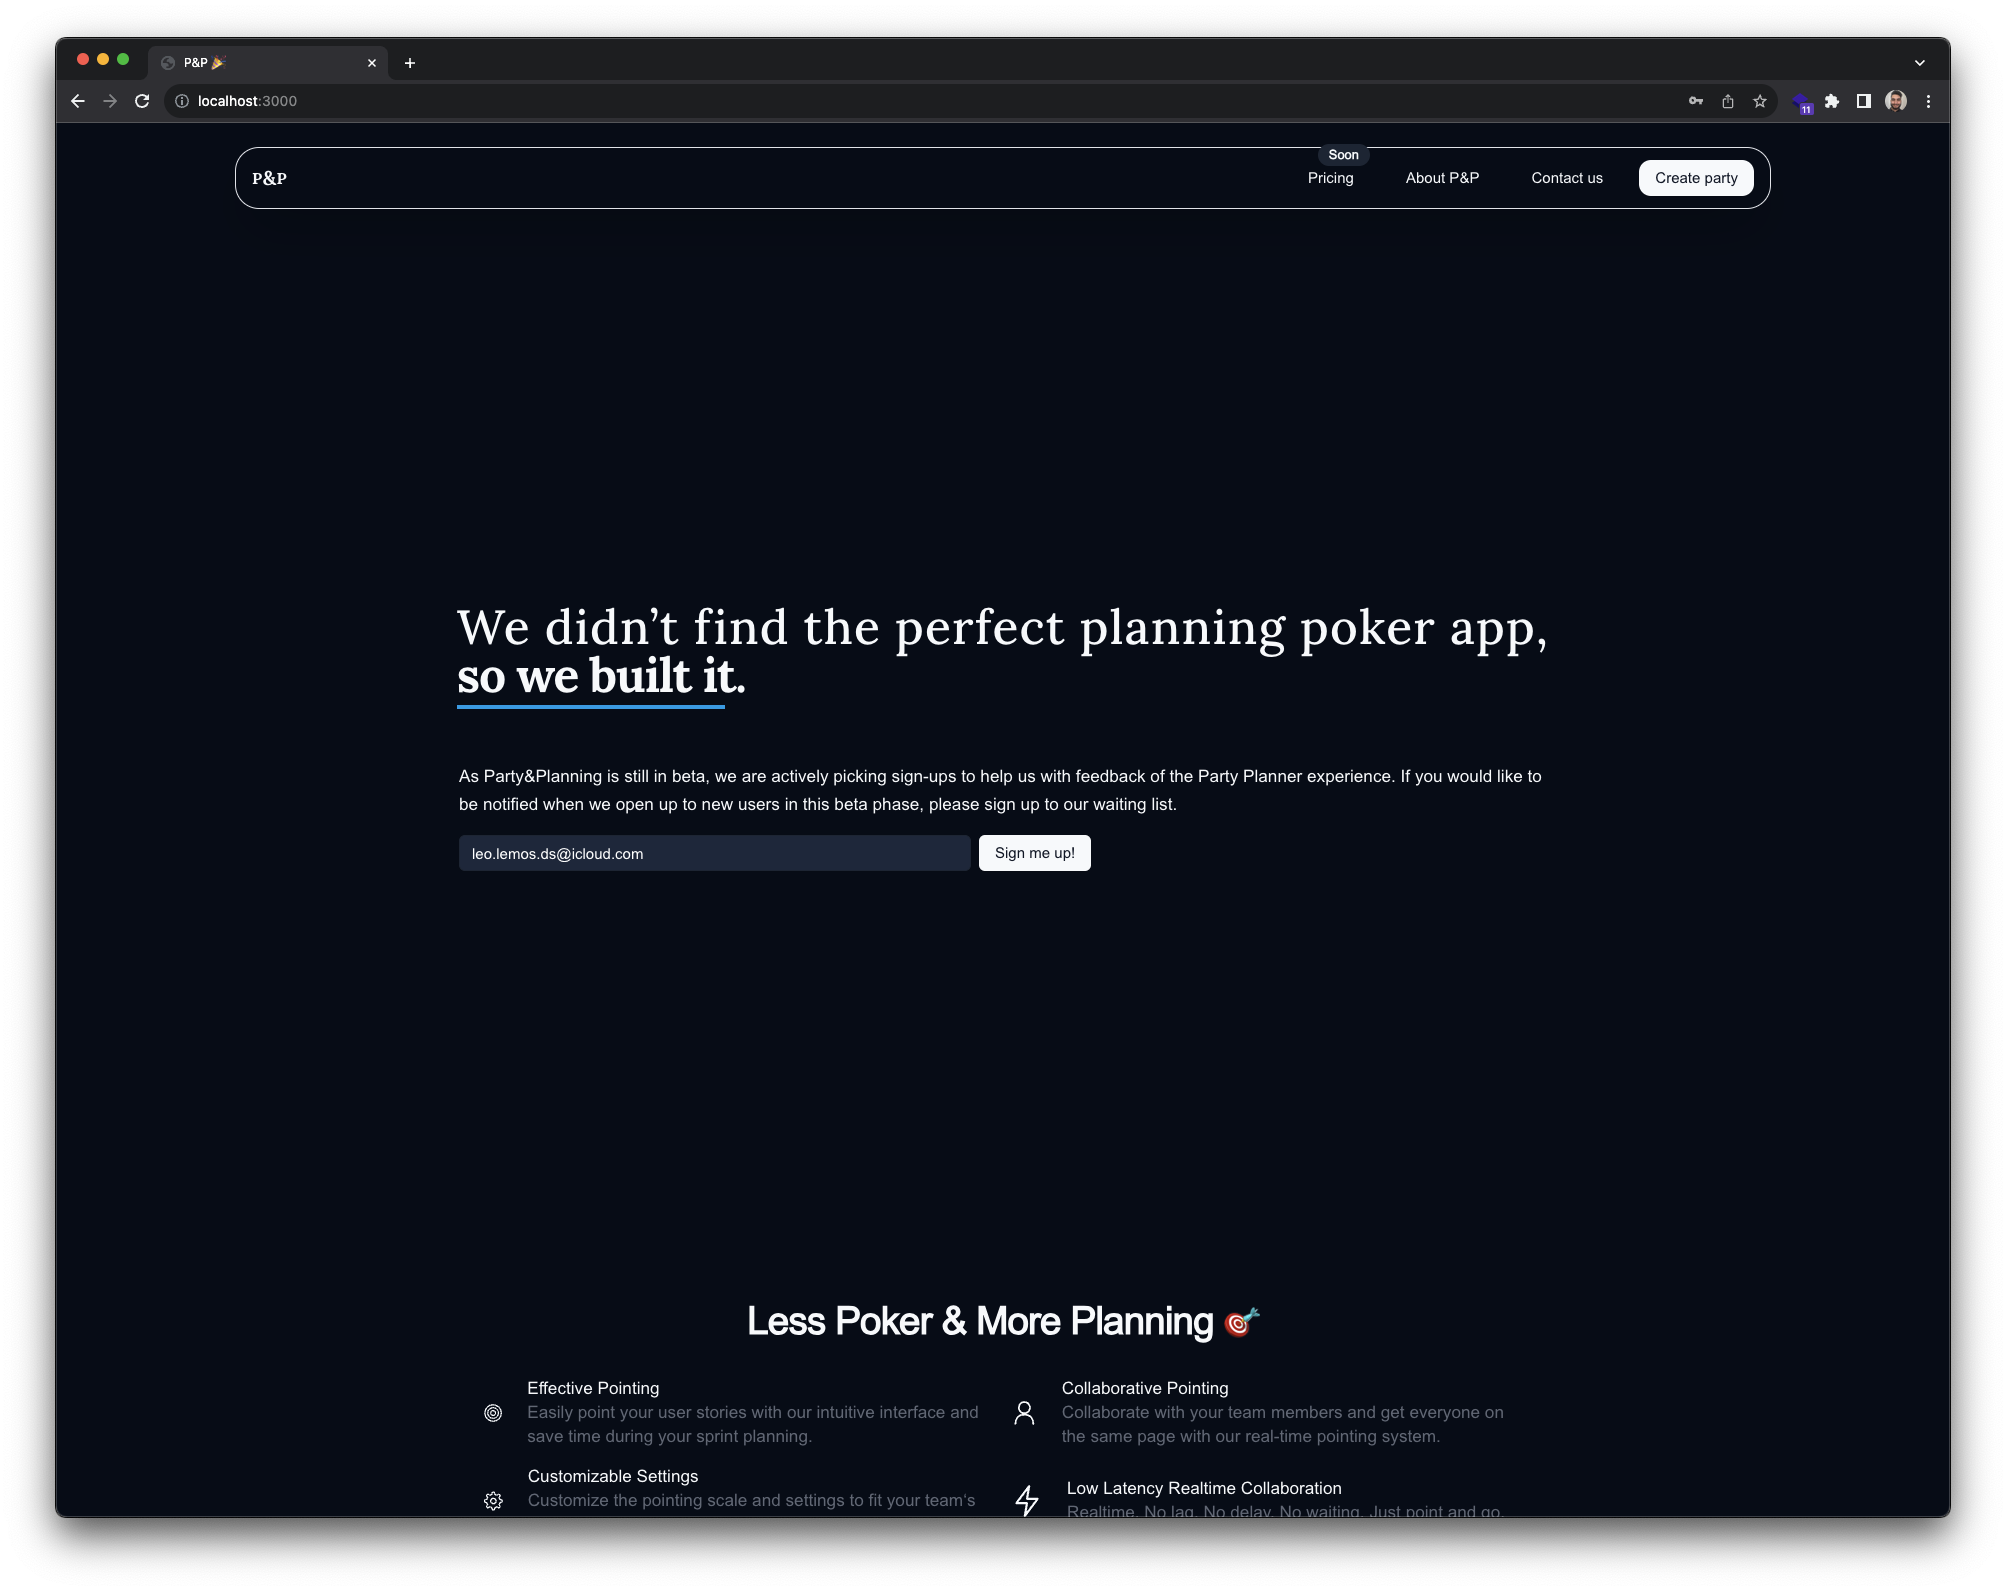 P&P 🎉
localhost:3000
11
P&P
Soon
Pricing
About P&P
Contact us
Create party
We didn’t find the perfect planning poker app,
so we built it.
As Party&Planning is still in beta, we are actively picking sign-ups to help us with feedback of the Party Planner experience. If you would like to
be notified when we open up to new users in this beta phase, please sign up to our waiting list.
leo.lemos.ds@icloud.com
Sign me up!
Less Poker & More Planning 🎯
Effective Pointing
Easily point your user stories with our intuitive interface and
save time during your sprint planning.
Collaborative Pointing
Collaborate with your team members and get everyone on
the same page with our real-time pointing system.
Customizable Settings
Customize the pointing scale and settings to fit your team's
Low Latency Realtime Collaboration
Realtime. No lag. No delay. No waiting. Just point and go.